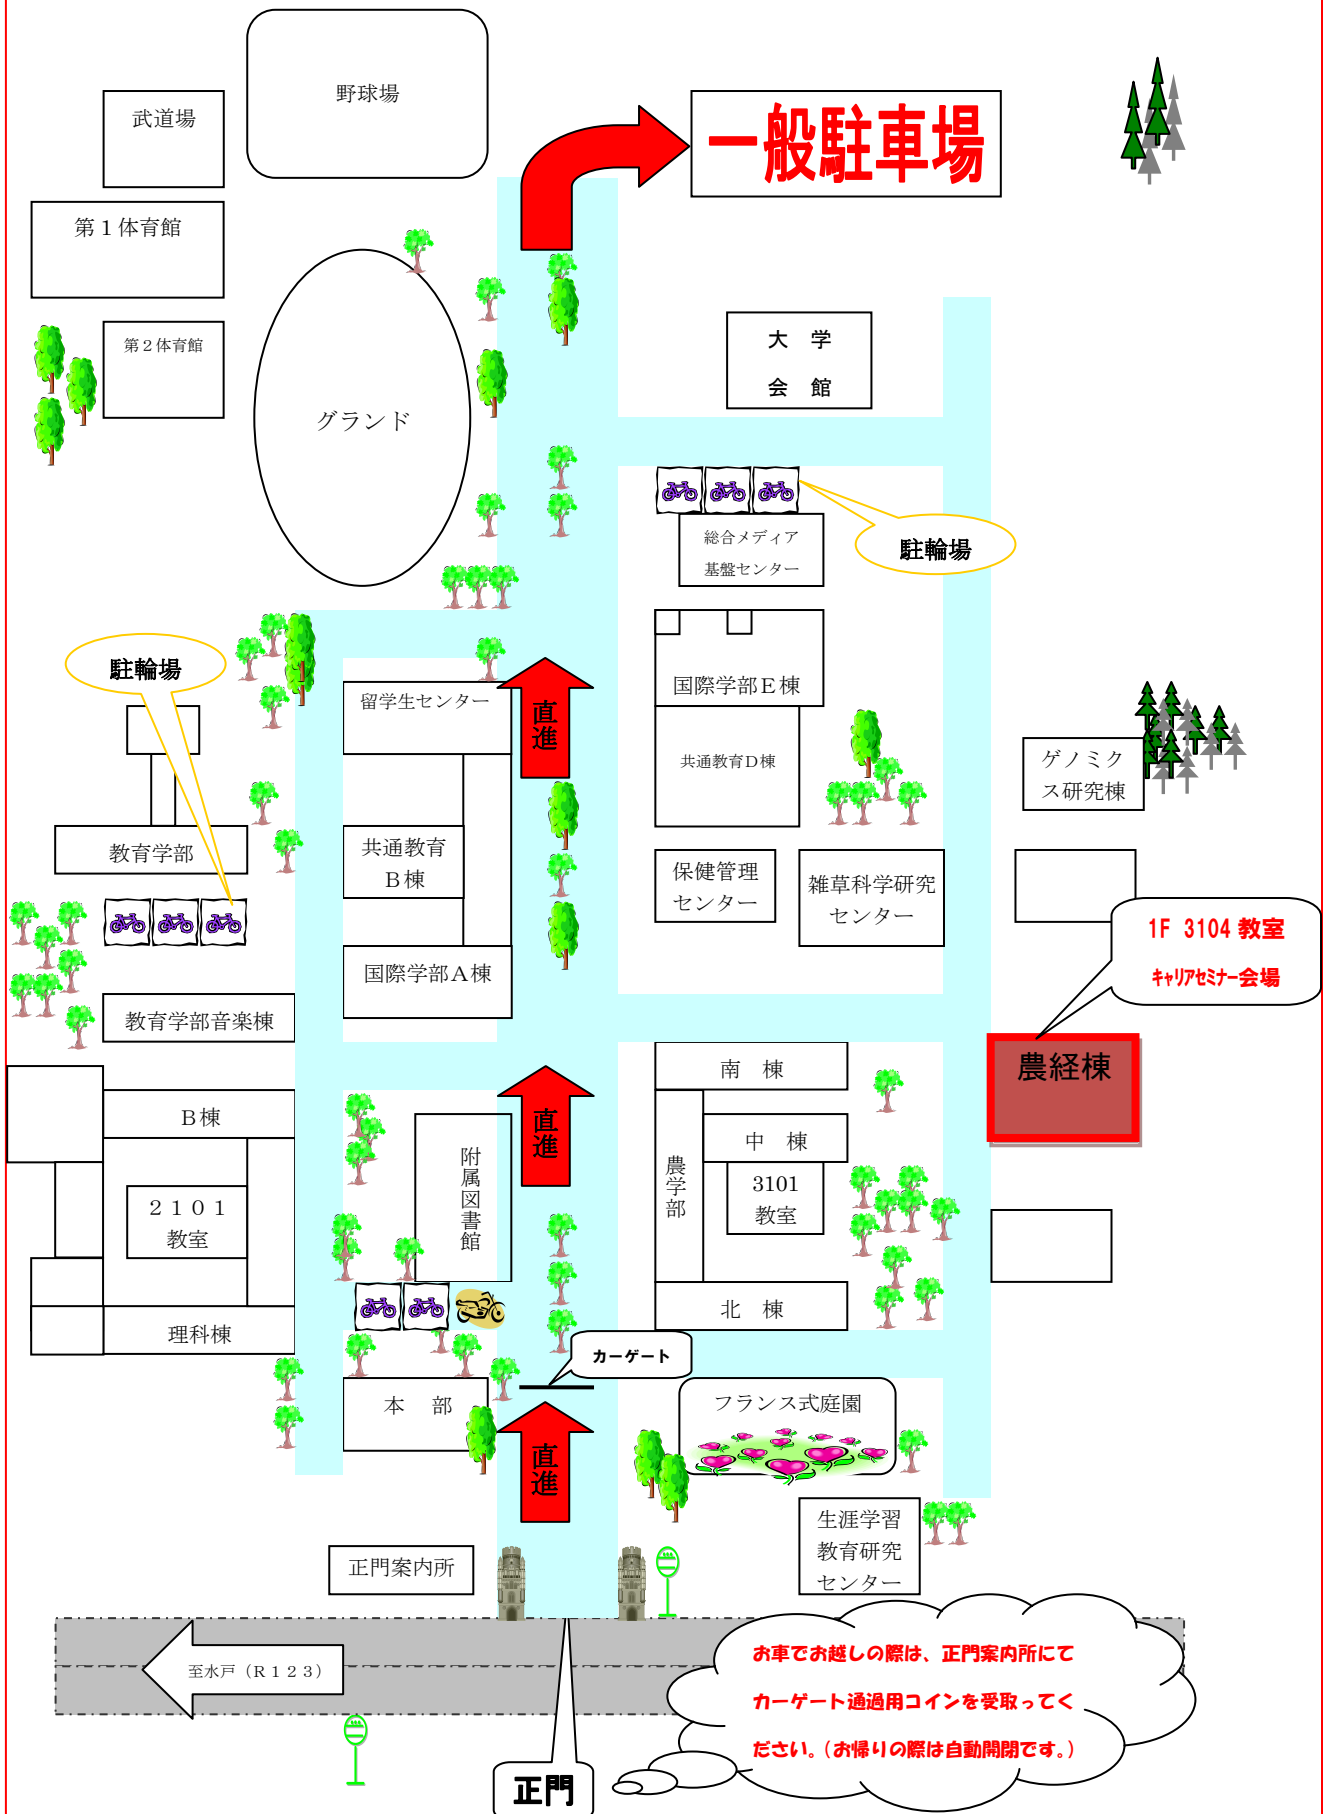 野球場
武道場
一般駐車場
第１体育館
第２体育館
グランド
大　学
会　館
総合メディア
基盤センター
駐輪場
駐輪場
国際学部Ｅ棟
留学生センター
直進
共通教育Ｄ棟
ゲノミク
ス研究棟
教育学部
共通教育
Ｂ棟
保健管理
センター
雑草科学研究
センター
1F 3104 教室
キャリアセミナー会場
国際学部Ａ棟
教育学部音楽棟
南　棟
農経棟
Ｂ棟
直進
中　棟
附属図書館
農学部
２１０１
教室
3101
教室
北　棟
理科棟
カーゲート
本　部
フランス式庭園
直進
生涯学習
教育研究
センター
正門案内所
至水戸（Ｒ１２３）
お車でお越しの際は、正門案内所にて
カーゲート通過用コインを受取ってく
ださい。（お帰りの際は自動開閉です。）
正門